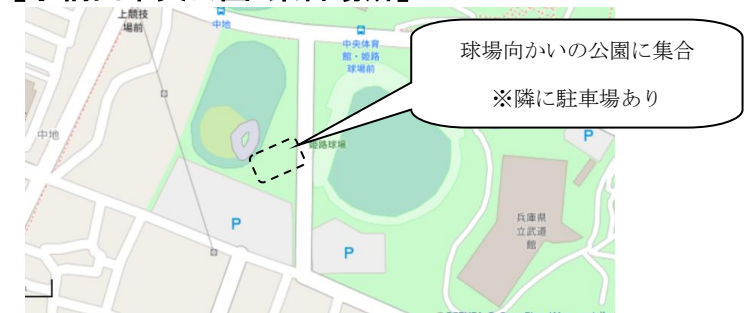 上競技
場前
中地
中央体育
館・姫路
球場前
球場向かいの公園に集合
※隣に駐車場あり
中地
姫路球場
P
兵庫県
立武道
館
P
P